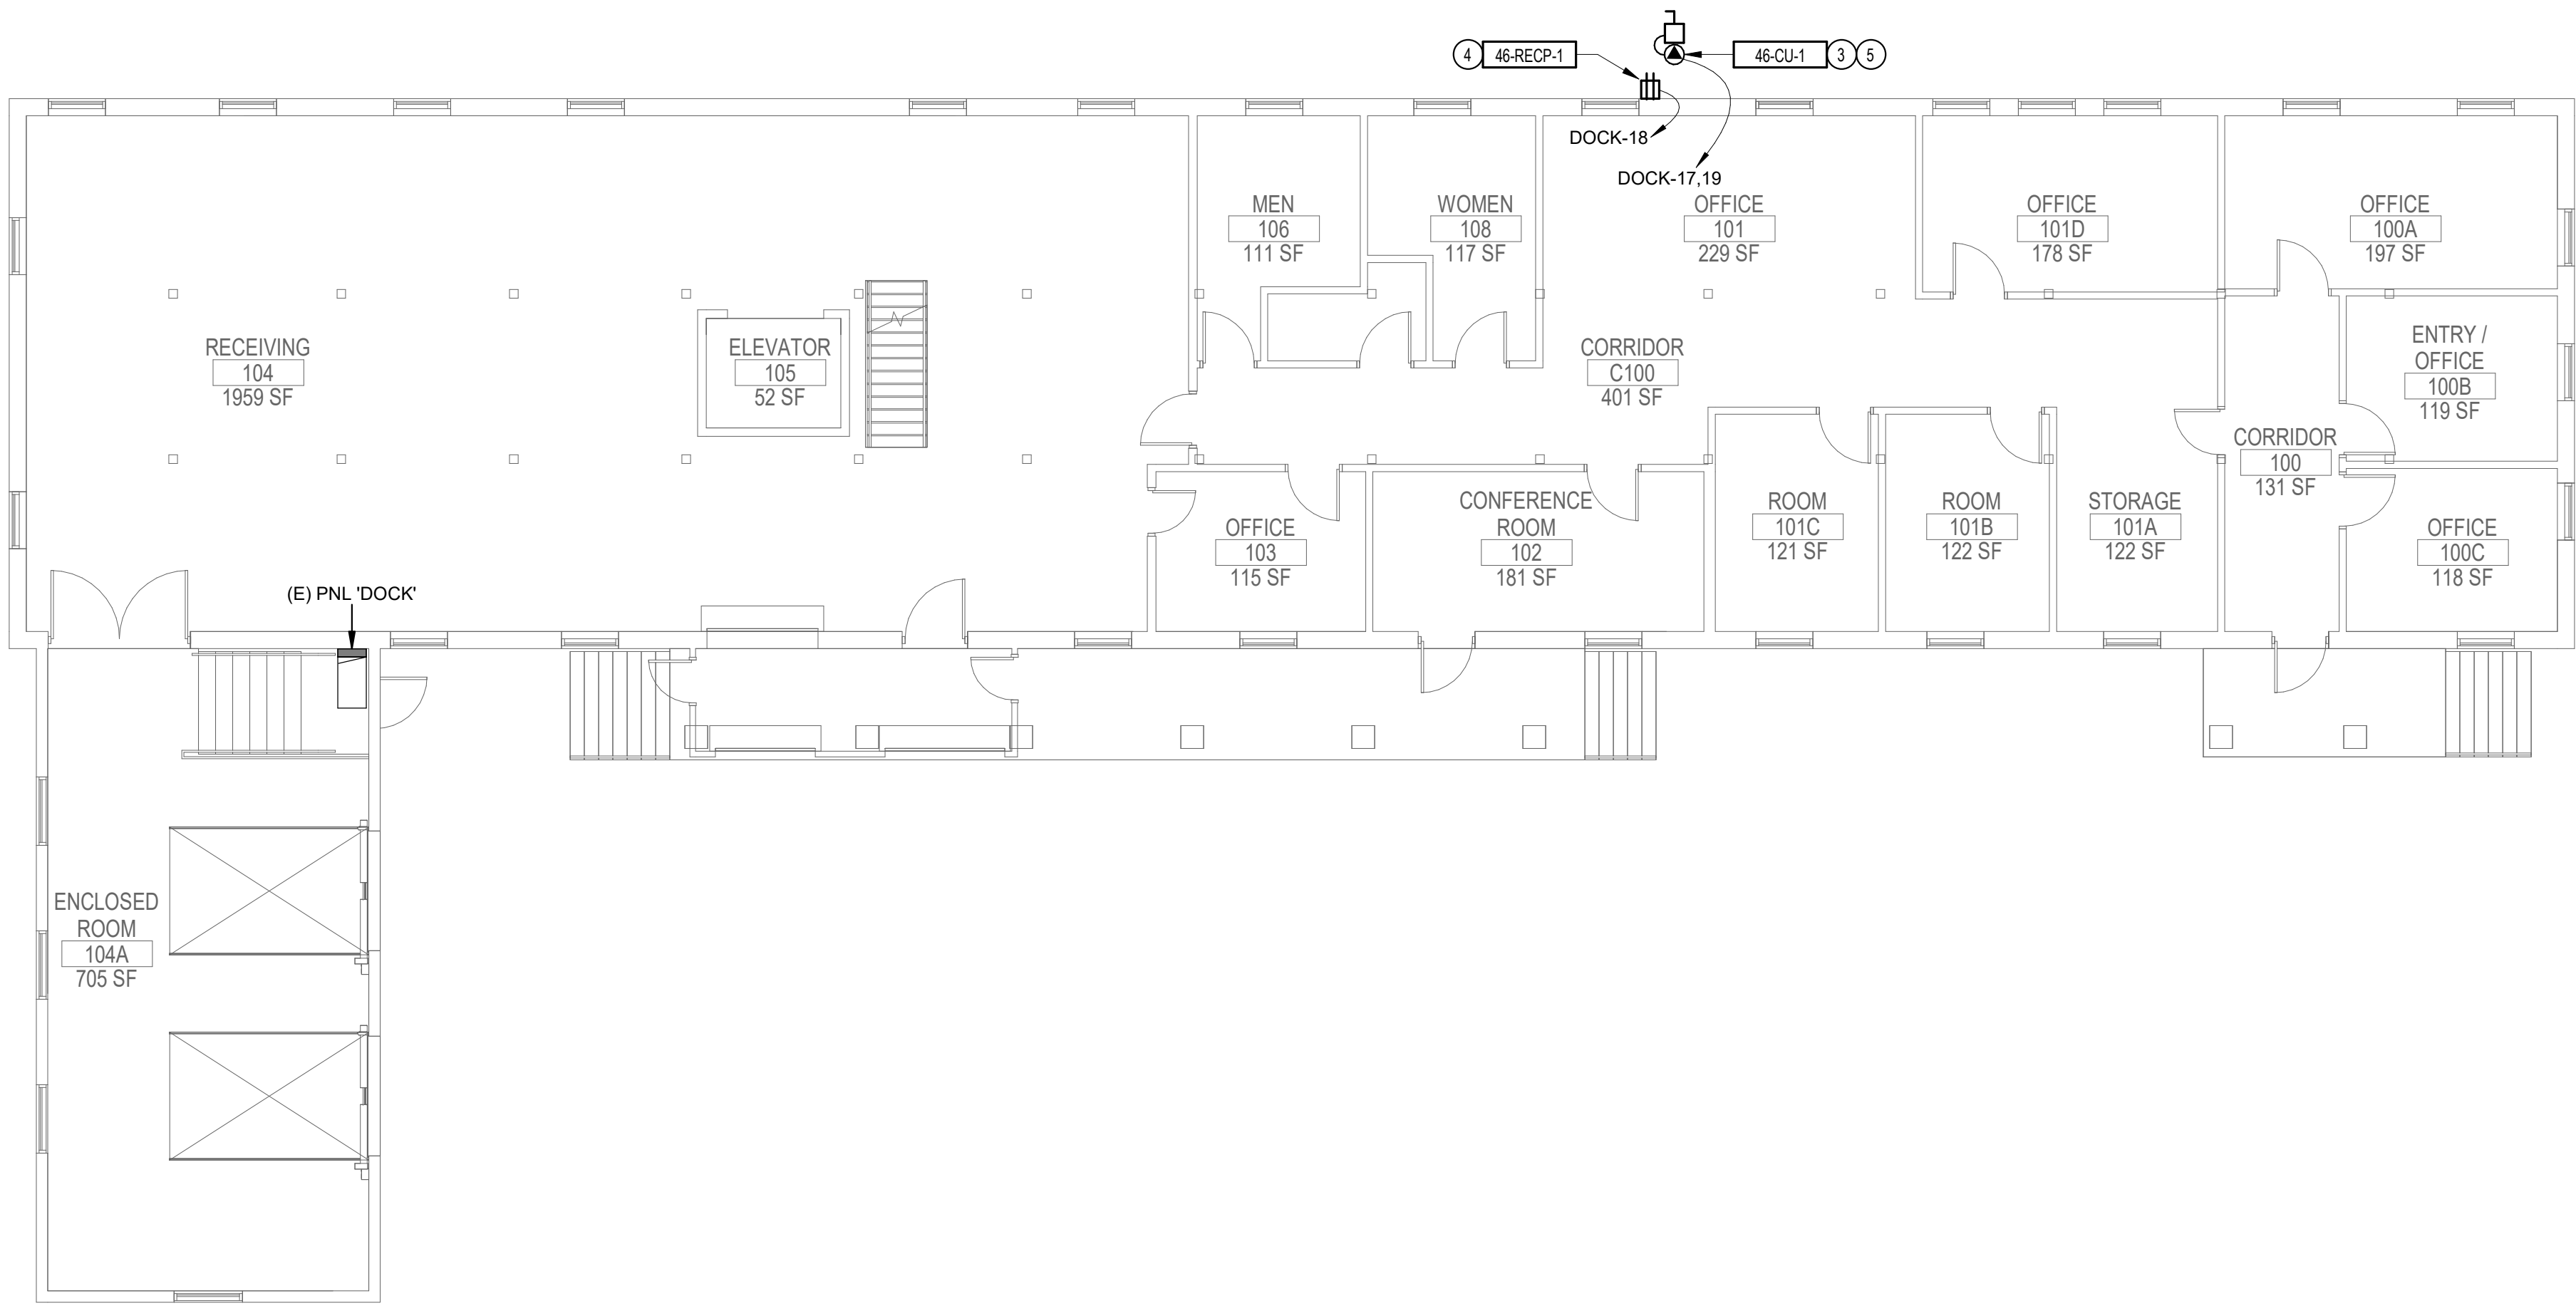 4 46-RECP-1
46-CU-1 3 5
DOCK-18
DOCK-17,19
MEN
106
111 SF
WOMEN
108
117 SF
OFFICE
101
229 SF
OFFICE
101D
178 SF
OFFICE
100A
197 SF
RECEIVING
104
1959 SF
ELEVATOR
105
52 SF
CORRIDOR
C100
401 SF
ENTRY /
OFFICE
100B
119 SF
CORRIDOR
100
131 SF
OFFICE
103
115 SF
CONFERENCE
ROOM
102
181 SF
ROOM
101C
121 SF
ROOM
101B
122 SF
STORAGE
101A
122 SF
OFFICE
100C
118 SF
(E) PNL 'DOCK'
ENCLOSED
ROOM
104A
705 SF